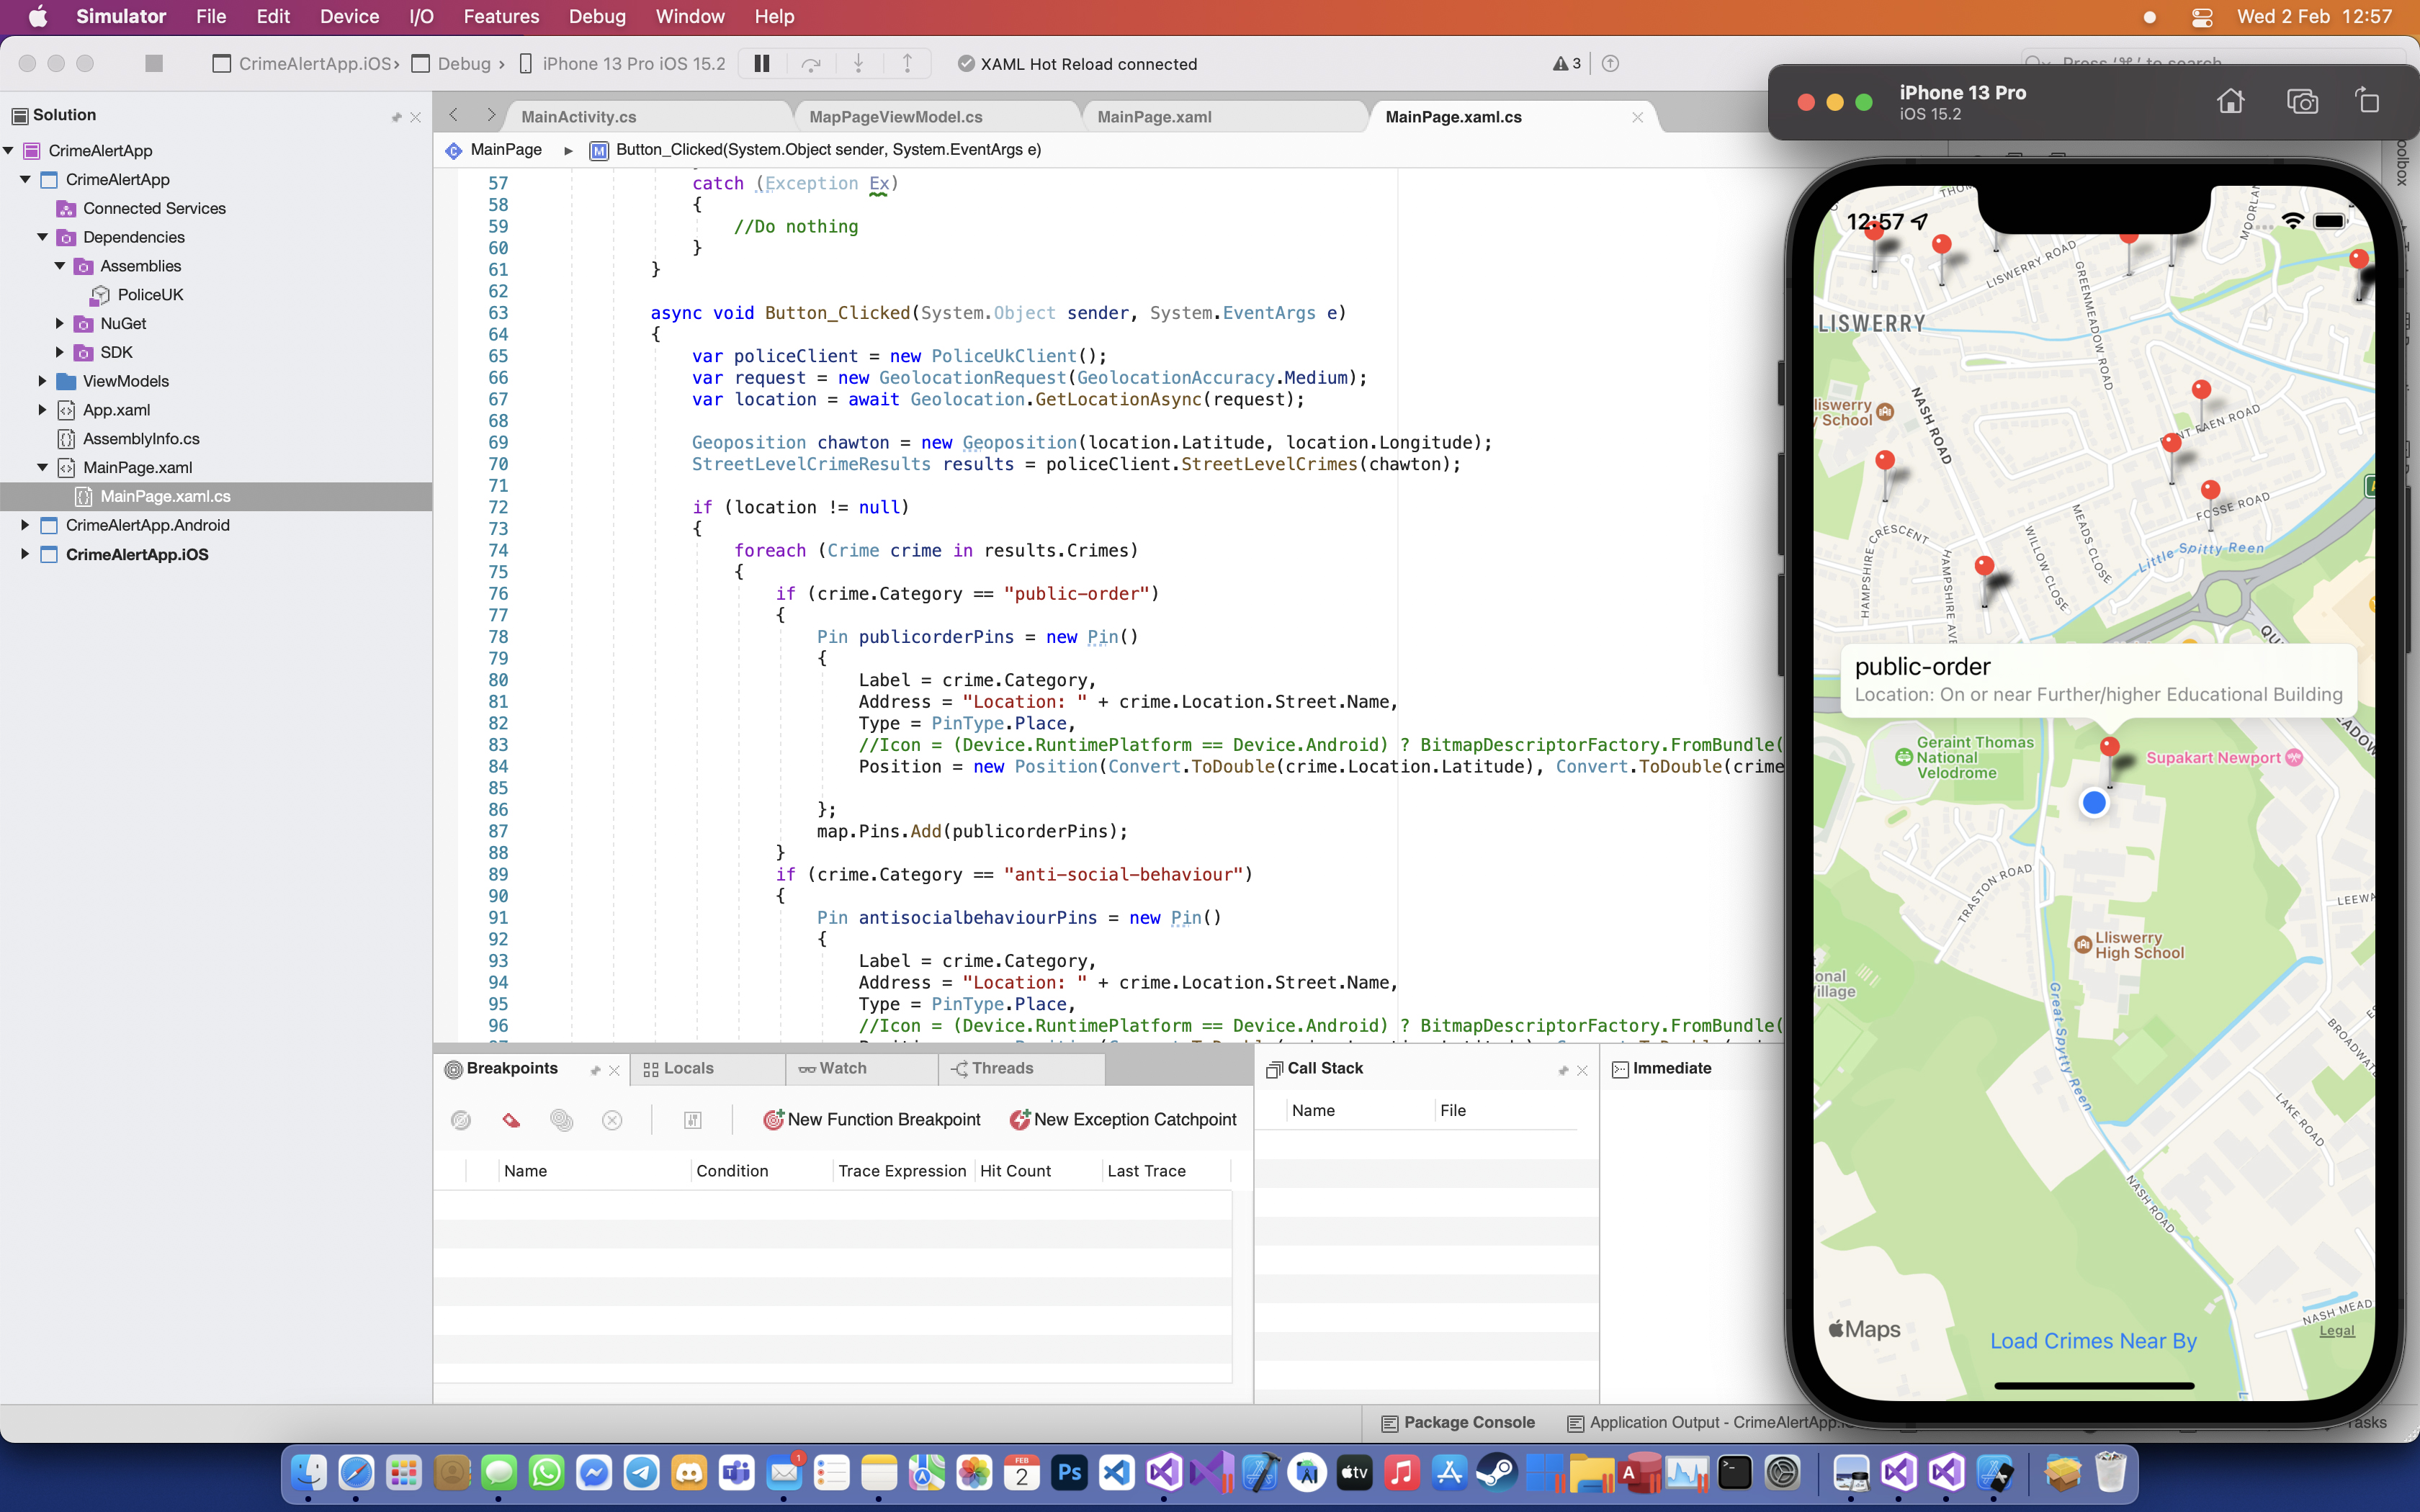 Simulator File Edit Device I/O Features Debug Window Help Wed 2 Feb 12:57
CrimeAlertApp.iOS › Debug › iPhone 13 Pro iOS 15.2 XAML Hot Reload connected 3
Solution
CrimeAlertApp
CrimeAlertApp
Connected Services
Dependencies
Assemblies
PoliceUK
NuGet
SDK
ViewModels
App.xaml
AssemblyInfo.cs
MainPage.xaml
MainPage.xaml.cs
CrimeAlertApp.Android
CrimeAlertApp.iOS
MainActivity.cs MapPageViewModel.cs MainPage.xaml MainPage.xaml.cs
MainPage Button_Clicked(System.Object sender, System.EventArgs e)
57 catch (Exception Ex)
58 {
59 //Do nothing
60 }
61 }
62
63 async void Button_Clicked(System.Object sender, System.EventArgs e)
64 {
65 var policeClient = new PoliceUkClient();
66 var request = new GeolocationRequest(GeolocationAccuracy.Medium);
67 var location = await Geolocation.GetLocationAsync(request);
68
69 Geoposition chawton = new Geoposition(location.Latitude, location.Longitude);
70 StreetLevelCrimeResults results = policeClient.StreetLevelCrimes(chawton);
71
72 if (location != null)
73 {
74 foreach (Crime crime in results.Crimes)
75 {
76 if (crime.Category == "public-order")
77 {
78 Pin publicorderPins = new Pin()
79 {
80 Label = crime.Category,
81 Address = "Location: " + crime.Location.Street.Name,
82 Type = PinType.Place,
83 //Icon = (Device.RuntimePlatform == Device.Android) ? BitmapDescriptorFactory.FromBundle(
84 Position = new Position(Convert.ToDouble(crime.Location.Latitude), Convert.ToDouble(crime
85
86 };
87 map.Pins.Add(publicorderPins);
88 }
89 if (crime.Category == "anti-social-behaviour")
90 {
91 Pin antisocialbehaviourPins = new Pin()
92 {
93 Label = crime.Category,
94 Address = "Location: " + crime.Location.Street.Name,
95 Type = PinType.Place,
96 //Icon = (Device.RuntimePlatform == Device.Android) ? BitmapDescriptorFactory.FromBundle(
Breakpoints Locals Watch Threads
New Function Breakpoint New Exception Catchpoint
Name Condition Trace Expression Hit Count Last Trace
Call Stack
Name File
Immediate
Package Console Application Output - CrimeAlertApp.
iPhone 13 Pro
iOS 15.2
12:57
LISWERRY ROAD
GREENMEADOW ROAD
LISWERRY
NASH ROAD
liswerry
School
FOSSE ROAD
HAMPSHIRE CRESCENT
WILLOW CLOSE
MEADS CLOSE
Little Spitty Reen
public-order
Location: On or near Further/higher Educational Building
Geraint Thomas
National
Velodrome
Supakart Newport
TRASTON ROAD
Lliswerry
High School
Great Spytty Reen
LAKE ROAD
NASH ROAD
NASH MEAD
Maps
Legal
Load Crimes Near By
FEB
2
Ps
tv
1